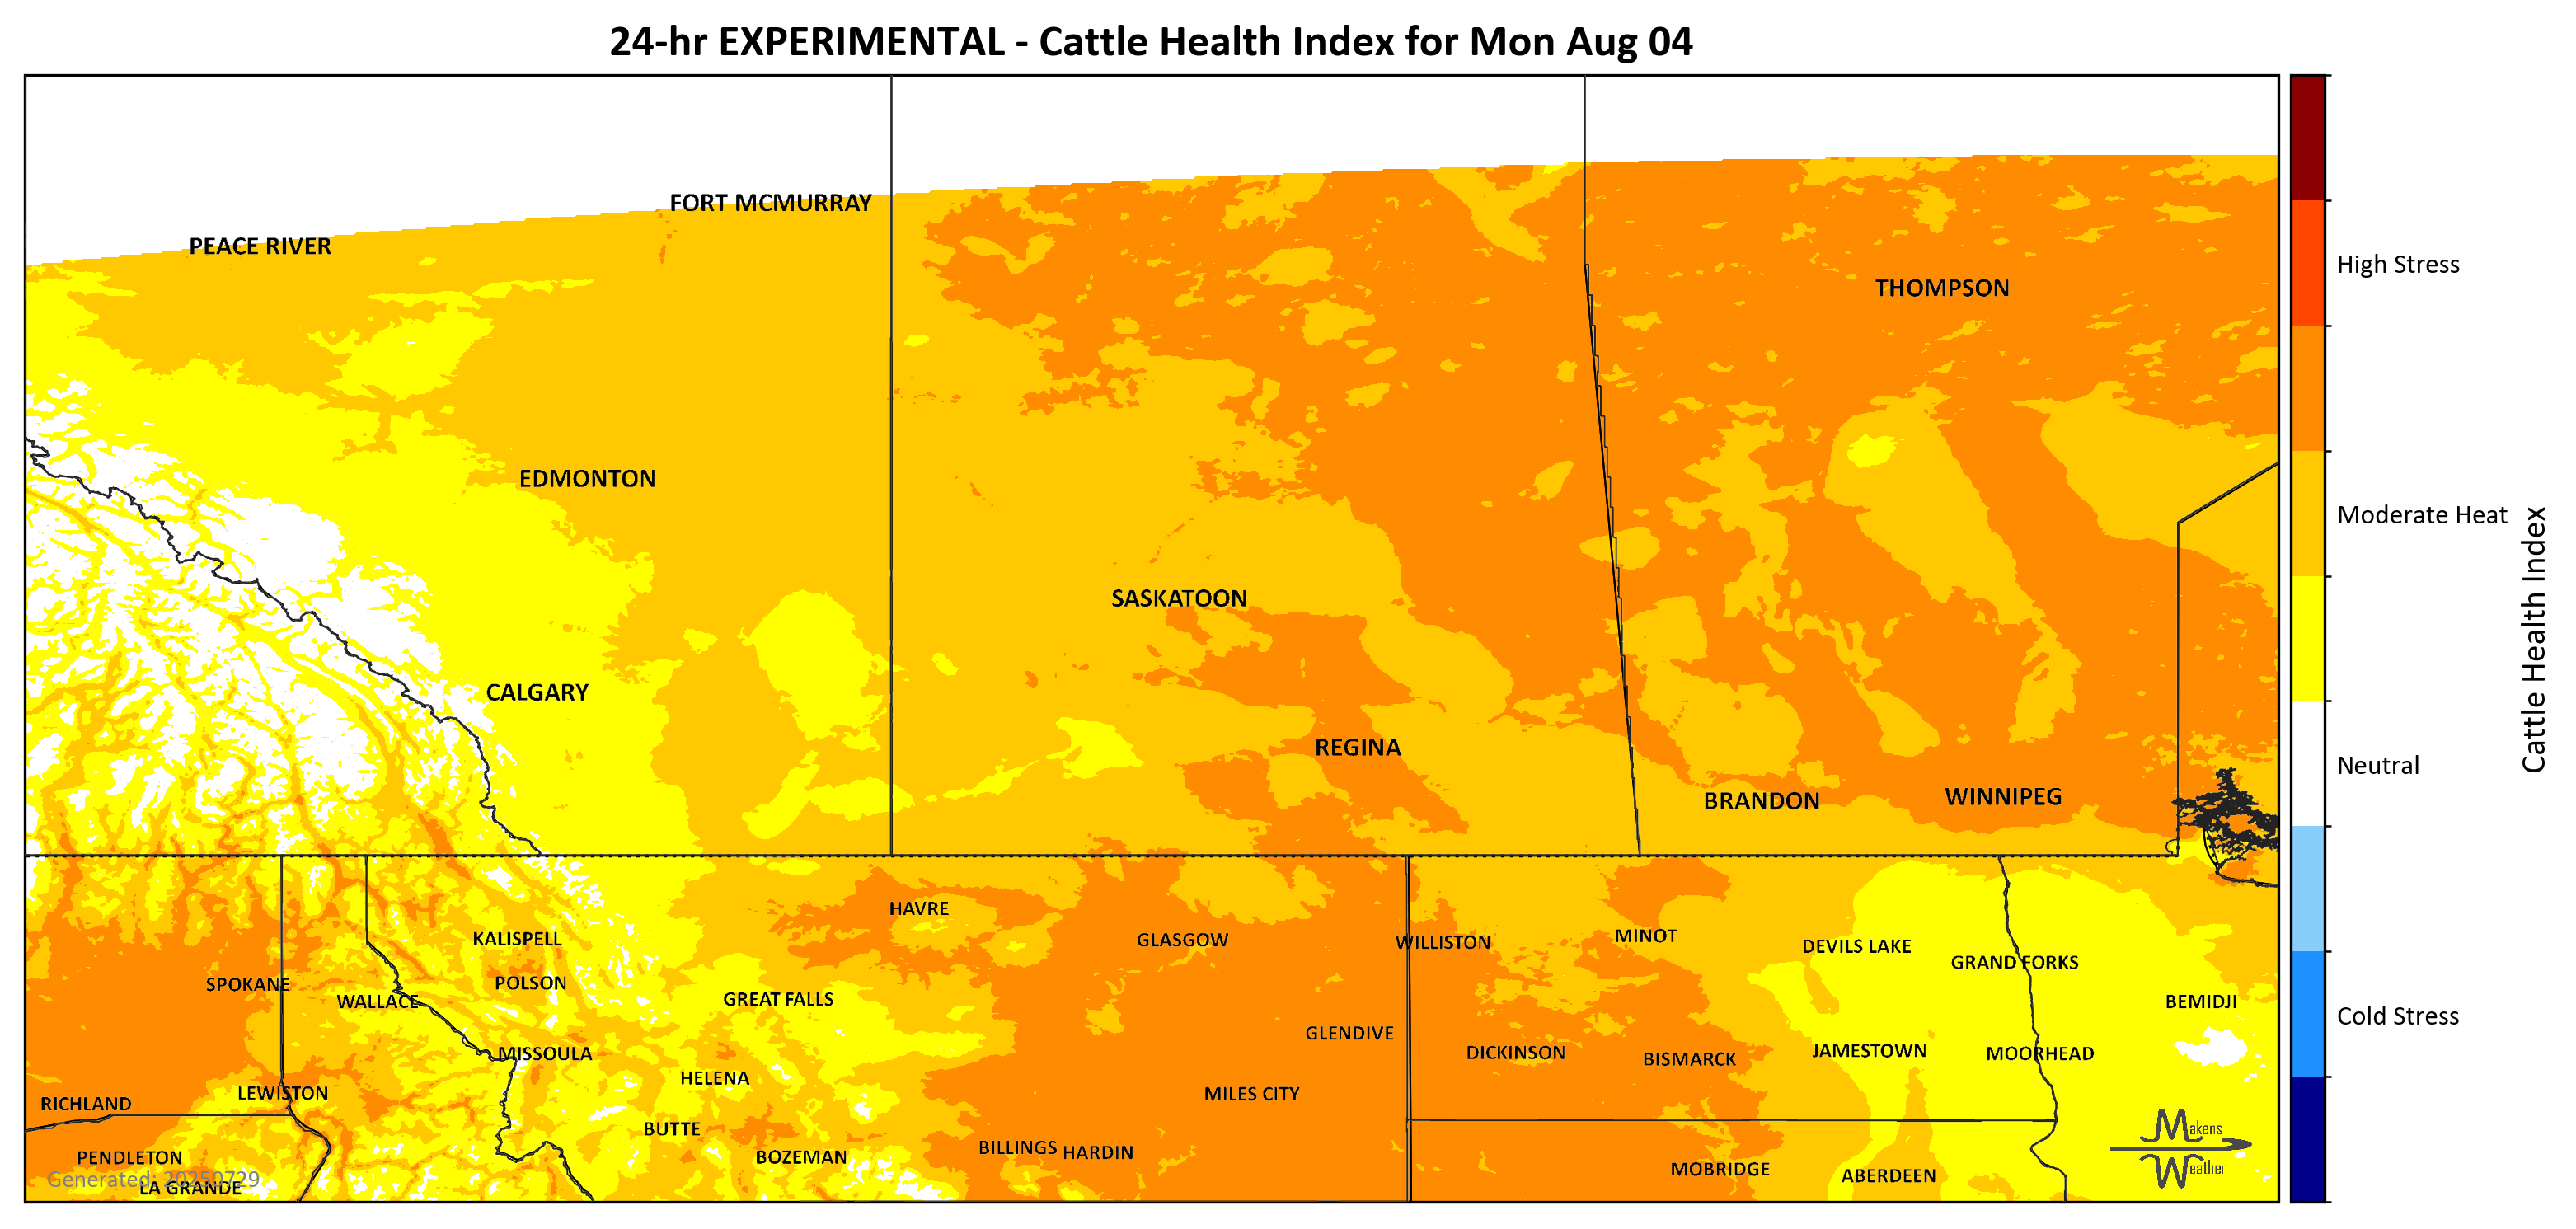 24-hr EXPERIMENTAL - Cattle Health Index for Mon Aug 04
FORT MCMURRAY
PEACE RIVER
THOMPSON
EDMONTON
SASKATOON
CALGARY
REGINA
BRANDON
WINNIPEG
HAVRE
KALISPELL
GLASGOW
WILLISTON
MINOT
DEVILS LAKE
GRAND FORKS
SPOKANE
POLSON
WALLACE
GREAT FALLS
BEMIDJI
GLENDIVE
MISSOULA
DICKINSON
BISMARCK
JAMESTOWN
MOORHEAD
HELENA
LEWISTON
MILES CITY
RICHLAND
BUTTE
BILLINGS
HARDIN
PENDLETON
BOZEMAN
MOBRIDGE
ABERDEEN
Generated: 20250729
LA GRANDE
Makens
Weather
High Stress
Moderate Heat
Neutral
Cold Stress
Cattle Health Index